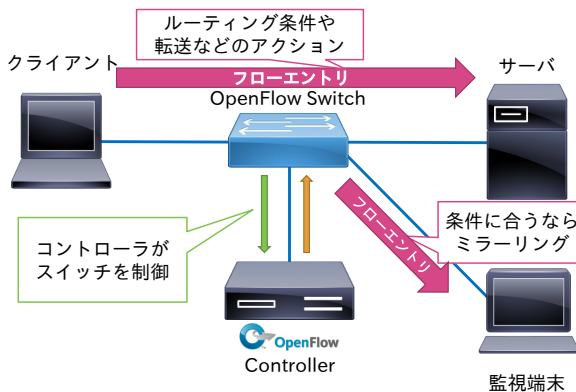 ルーティング条件や
転送などのアクション
クライアント
フローエントリ
サーバ
OpenFlow Switch
フローエントリ
条件に合うなら
ミラーリング
コントローラが
スイッチを制御
OpenFlow
Controller
監視端末